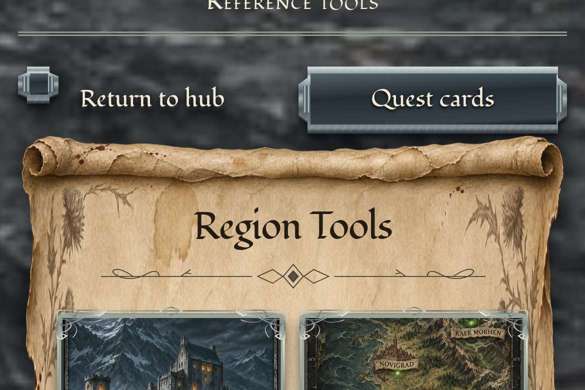 Reference Tools
Return to hub
Quest cards
Region Tools
KAER MORHEN
NOVIGRAD